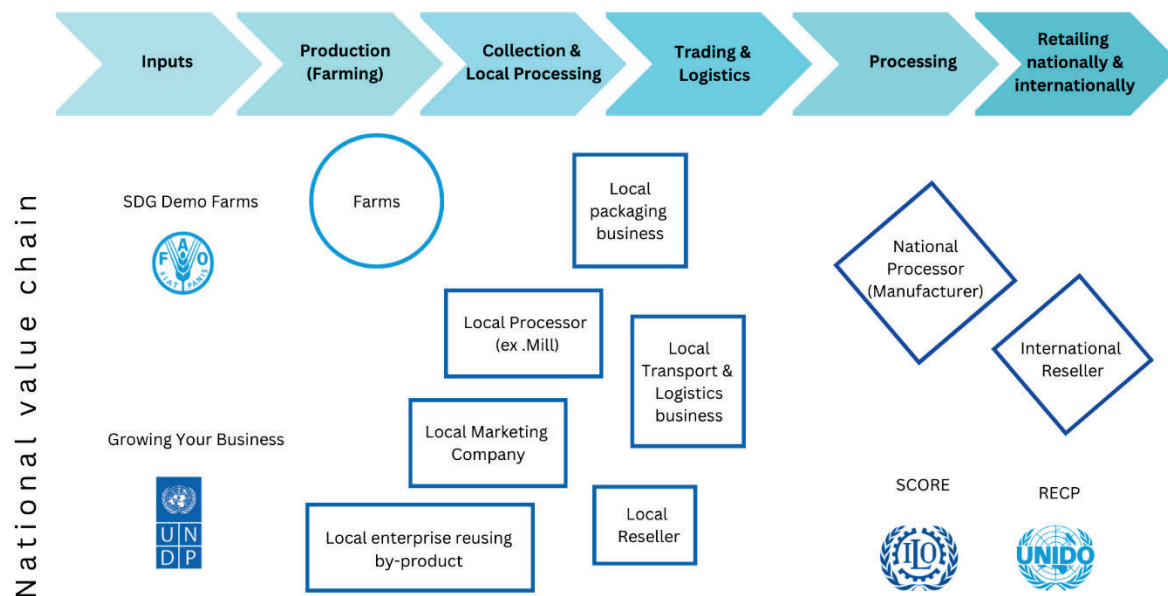 Inputs
Production
(Farming)
Collection &
Local Processing
Trading &
Logistics
Processing
Retailing
nationally &
internationally
National value chain
SDG Demo Farms
F A O
FIAT PANIS
Farms
Local
packaging
business
National
Processor
(Manufacturer)
Local Processor
(ex .Mill)
Local
Transport &
Logistics
business
International
Reseller
Growing Your Business
U N
D P
Local Marketing
Company
Local enterprise reusing
by-product
Local
Reseller
SCORE
ILO
RECP
UNIDO